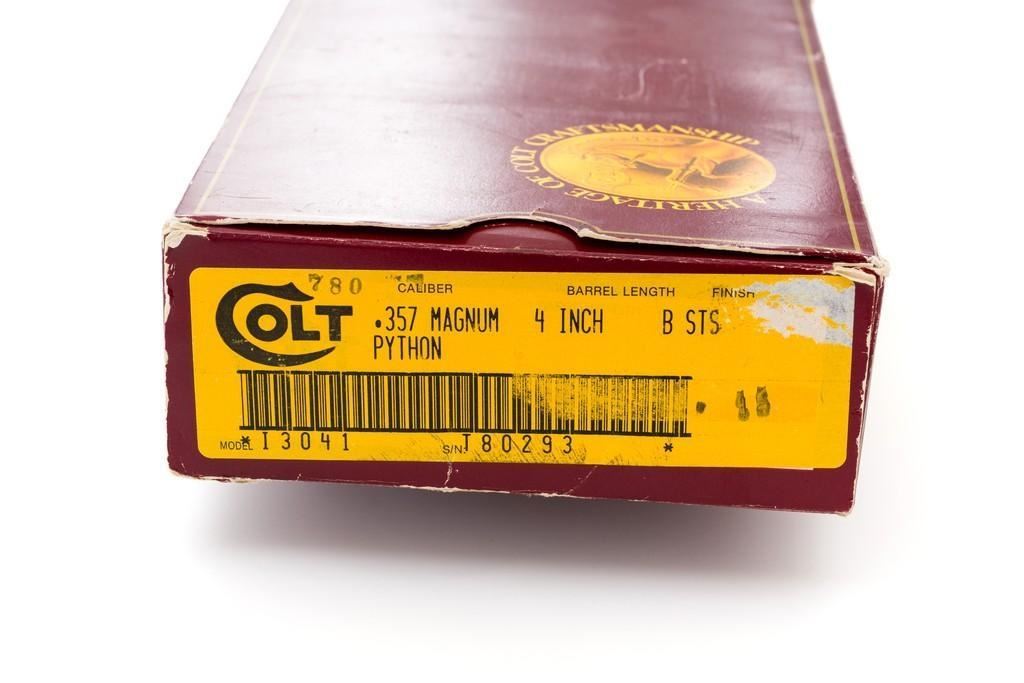 A HERITAGE OF COLT CRAFTSMANSHIP
780
COLT
CALIBER BARREL LENGTH FINISH
.357 MAGNUM 4 INCH B STS
PYTHON
MODEL *I3041 S/N: T80293 *